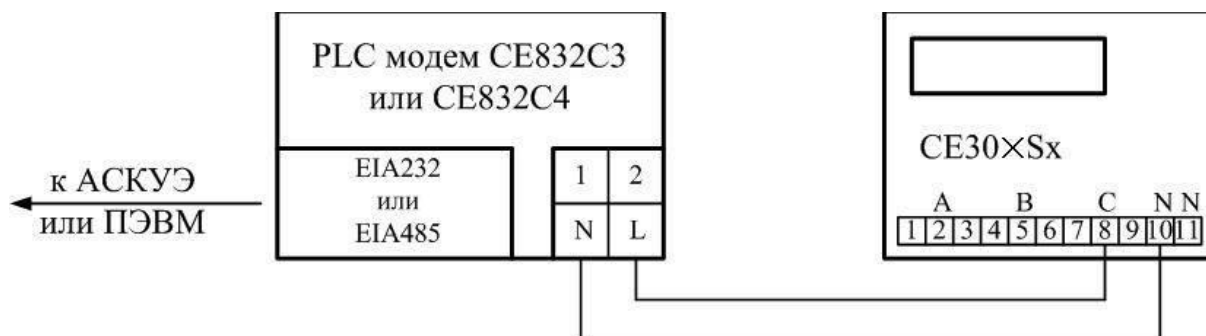 PLC модем CE832C3
или CE832C4
к АСКУЭ
или ПЭВМ
EIA232
или
EIA485
1 2
N L
CE30×Sx
A B C N N
1 2 3 4 5 6 7 8 9 10 11